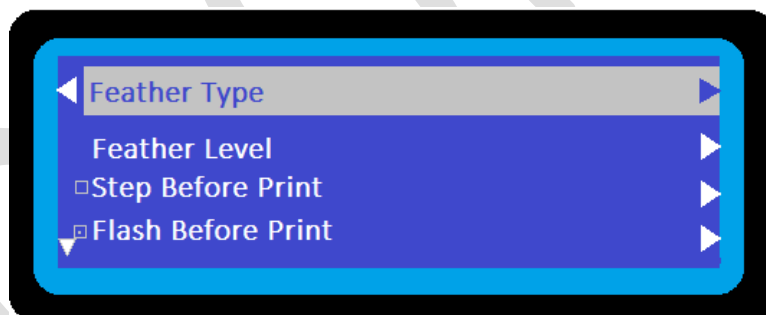 Feather Type
Feather Level
Step Before Print
Flash Before Print